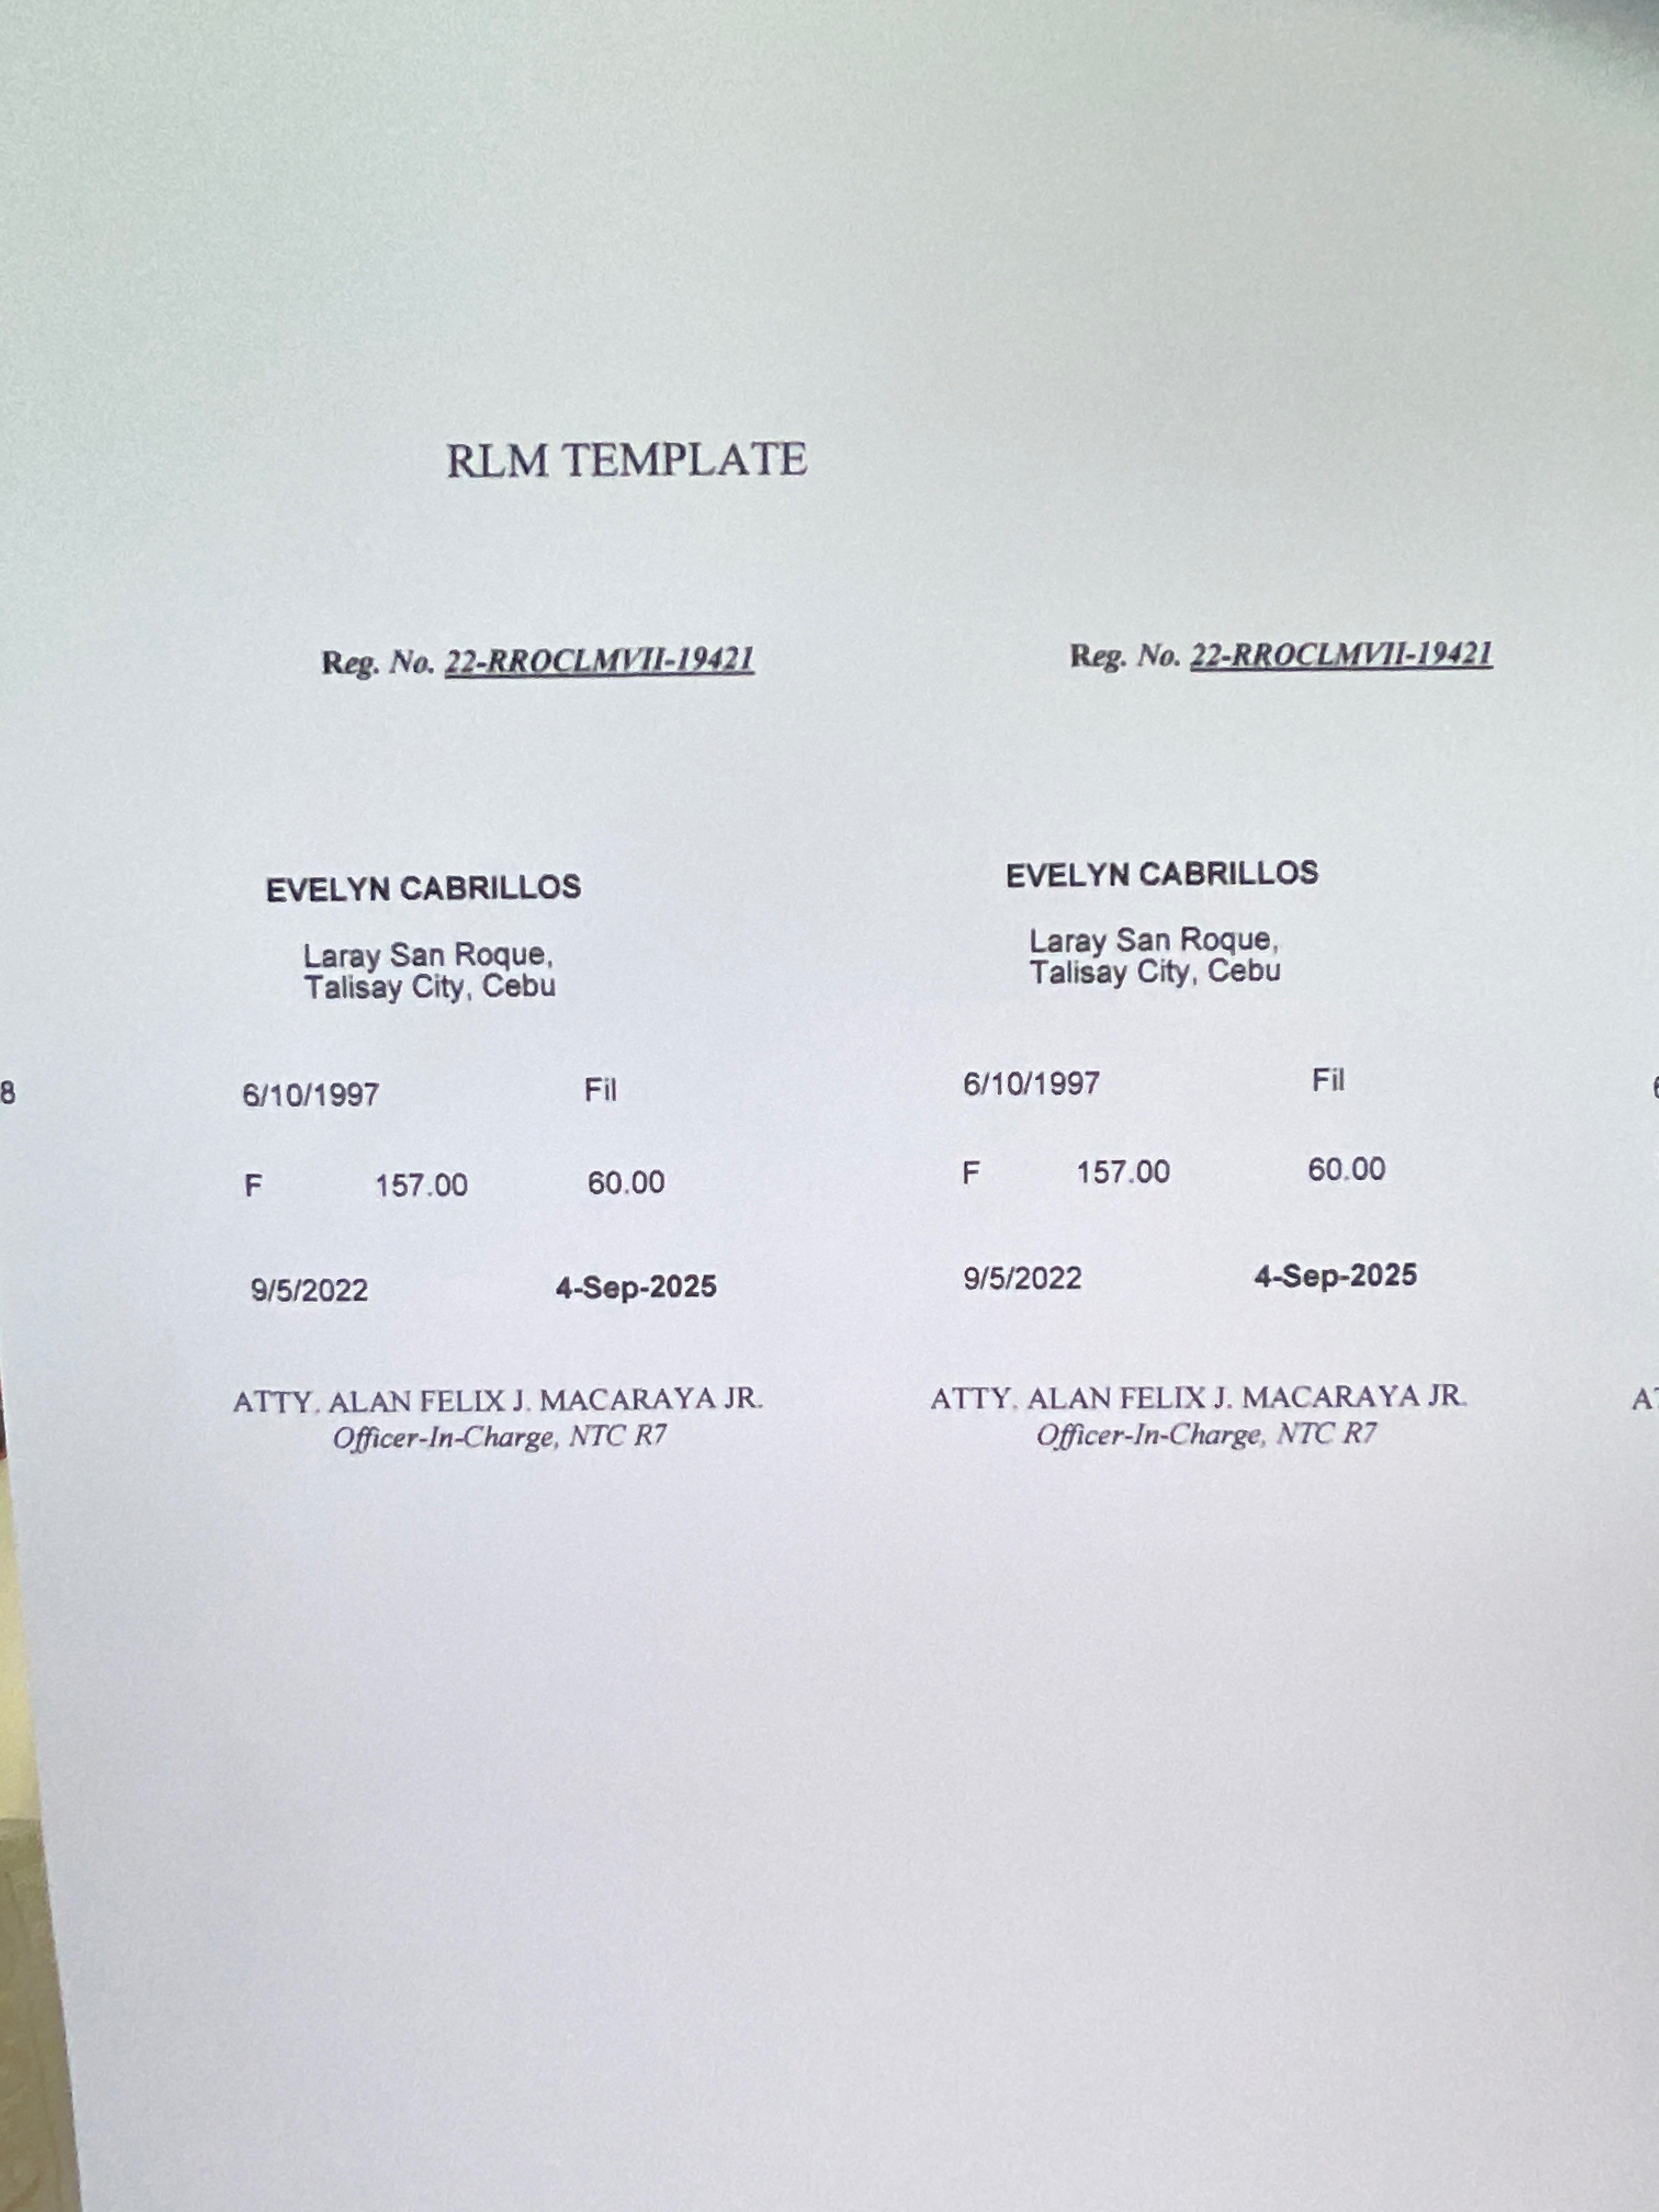 RLM TEMPLATE
Reg. No. 22-RROCLMVII-19421
Reg. No. 22-RROCLMVII-19421
EVELYN CABRILLOS
EVELYN CABRILLOS
Laray San Roque,
Talisay City, Cebu
Laray San Roque,
Talisay City, Cebu
8
6/10/1997 Fil
6/10/1997 Fil
F 157.00 60.00
F 157.00 60.00
9/5/2022 4-Sep-2025
9/5/2022 4-Sep-2025
ATTY. ALAN FELIX J. MACARAYA JR.
Officer-In-Charge, NTC R7
ATTY. ALAN FELIX J. MACARAYA JR.
Officer-In-Charge, NTC R7